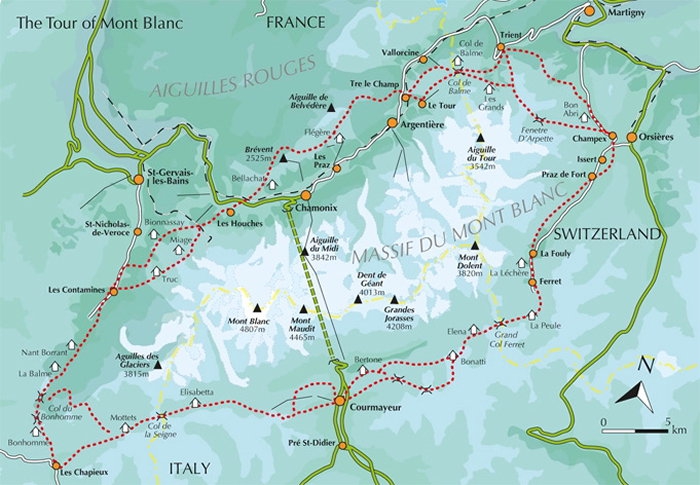 The Tour of Mont Blanc
FRANCE
Martigny
Trient
Vallorcine
Col de
Balme
AIGUILLES ROUGES
Tre le Champ
Col de
Balme
Le Tour
Les
Grands
Aiguille de
Belvédère
Bon
Abri
Argentière
Fenetre
D'Arpette
Champex
Orsières
Flégère
Brévent
2525m
Les
Praz
Aiguille
du Tour
3542m
Issert
Praz de Fort
St-Gervais
-les-Bains
Bellachat
Chamonix
Les Houches
MASSIF DU MONT BLANC
St-Nicholas-
de-Veroce
Bionnassay
Miage
Truc
Aiguille
du Midi
3842m
SWITZERLAND
Mont
Dolent
3820m
La Fouly
La Léchère
Ferret
Les Contamines
Dent de
Géant
4013m
Mont Blanc
4807m
Mont
Maudit
4465m
Grandes
Jorasses
4208m
Elena
La Peule
Grand
Col Ferret
Nant Borrant
La Balme
Aguilles des
Glaciers
3815m
Bertone
Bonatti
Elisabetta
Courmayeur
Col du
Bonhomme
Mottets
Col de
la Seigne
Bonhomme
Pré St-Didier
Les Chapieux
ITALY
N
0
5
km